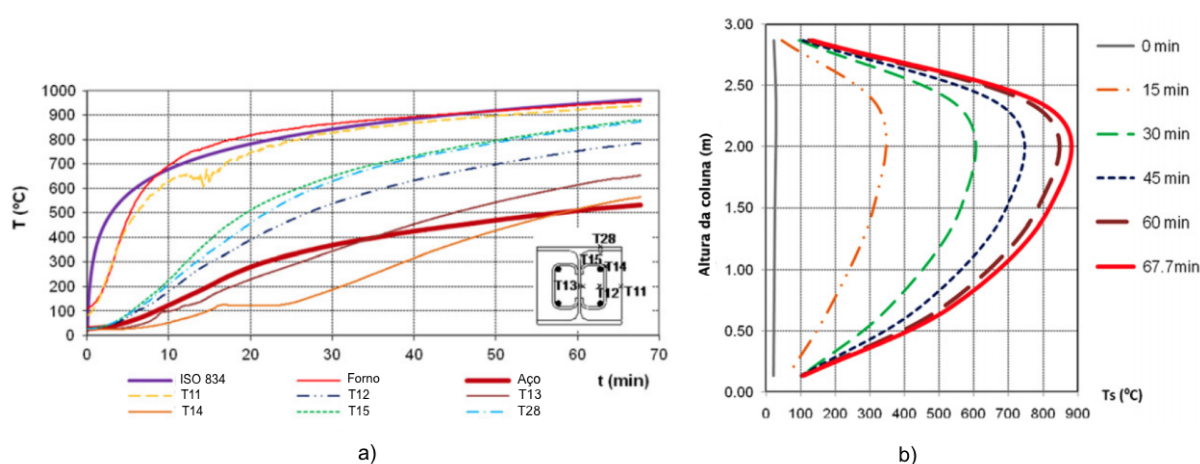 T (ºC)
1000
900
800
700
600
500
400
300
200
100
0
0 10 20 30 40 50 60 70
t (min)
T28
T15
T14
T13
T12
T11
ISO 834 Forno Aço
T11 T12 T13
T14 T15 T28
a)
Altura da coluna (m)
3.00
2.50
2.00
1.50
1.00
0.50
0.00
0 100 200 300 400 500 600 700 800 900
Ts (ºC)
0 min
15 min
30 min
45 min
60 min
67.7min
b)